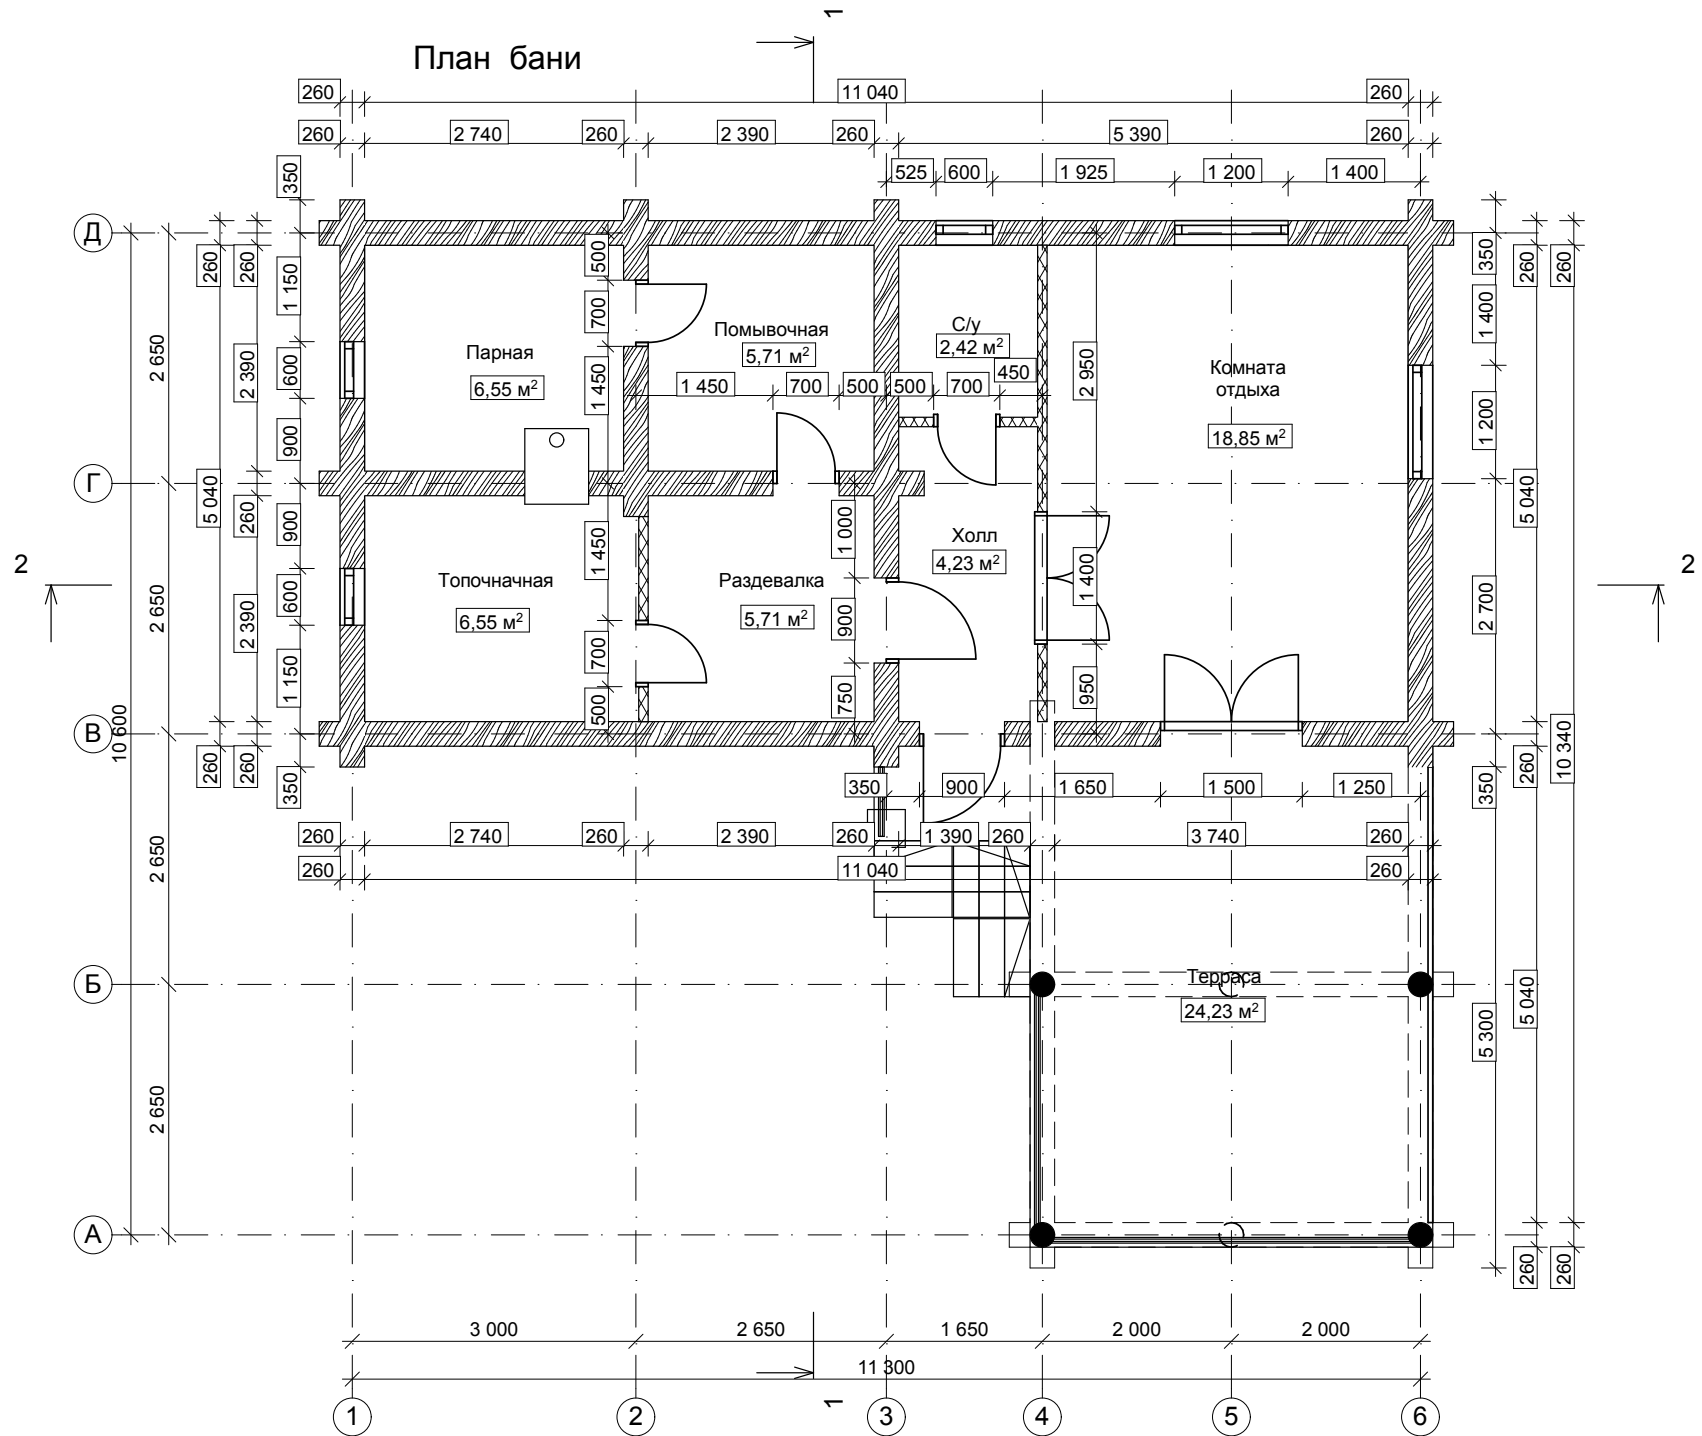 1
План бани
260 11 040 260
260 2 740 260 2 390 260 5 390 260
350 525 600 1 925 1 200 1 400
Д
260 260 1 150 500 350 260 260
700 1 400
2 650 2 390 600 Парная Помывочная С/у 2 950 Комната
отдыха
6,55 м² 5,71 м² 2,42 м² 18,85 м²
1 450 1 450 700 500 500 700 450 1 200
900
Г
5 040 260 900 1 450 1 000 Холл 5 040
4,23 м² 1 400
2 2
2 650 2 390 600 Топочначная Раздевалка 900 2 700
6,55 м² 5,71 м²
700
1 150 500 750 950
В
10 600 260 260 350 350 260 10 340
350 900 1 650 1 500 1 250
260 2 740 260 2 390 260 1 390 260 3 740 260
2 650
260 11 040 260
Б
Терраса
24,23 м²
5 300 5 040
2 650
А
260 260
3 000 2 650 1 650 2 000 2 000
11 300
1
1 2 3 4 5 6